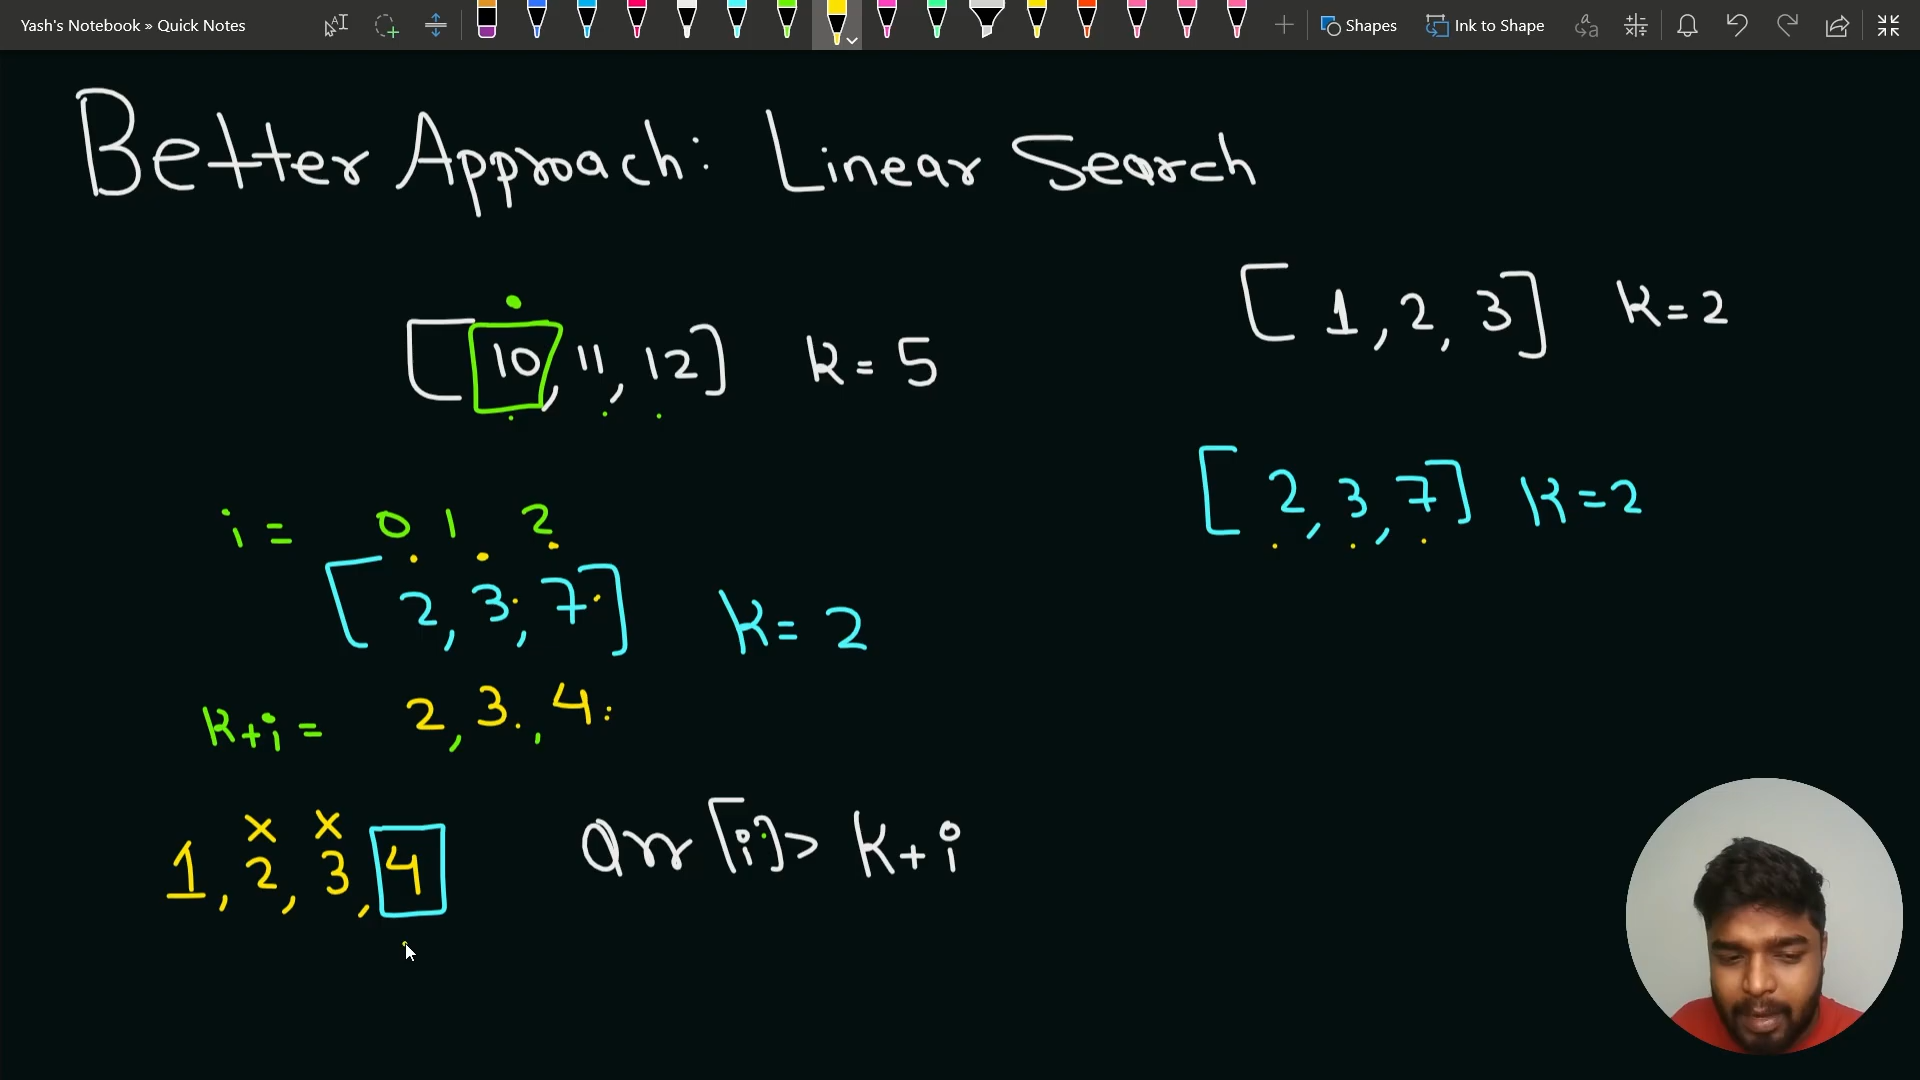 Yash's Notebook » Quick Notes
Shapes
Ink to Shape
Better Approach: Linear Search
[10, 11, 12] K = 5
[1, 2, 3] K = 2
[2, 3, 7] K = 2
i = 0 1 2
[2, 3, 7] K = 2
K+i = 2, 3, 4
1, 2, 3, 4
x x
arr[i] > K+i